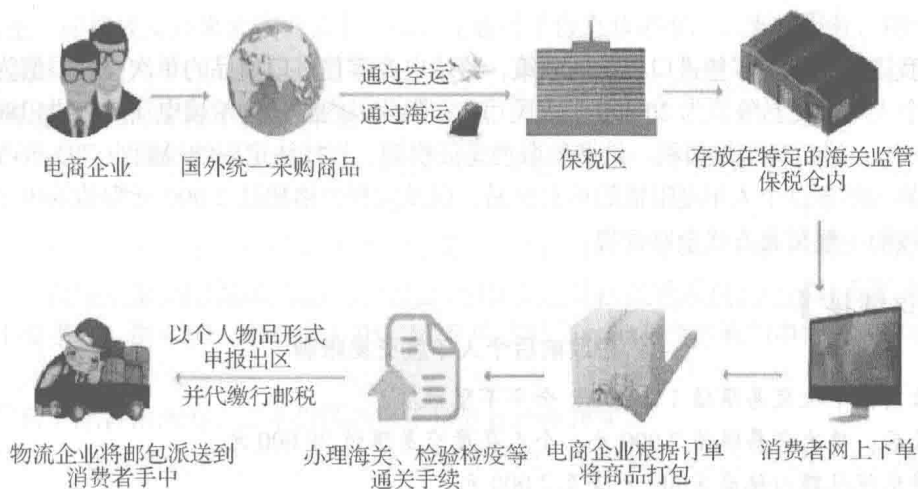 通过空运
通过海运
电商企业
国外统一采购商品
保税区
存放在特定的海关监管
保税仓内
消费者网上下单
电商企业根据订单
将商品打包
办理海关、检验检疫等
通关手续
以个人物品形式
申报出区
并代缴行邮税
物流企业将邮包派送到
消费者手中